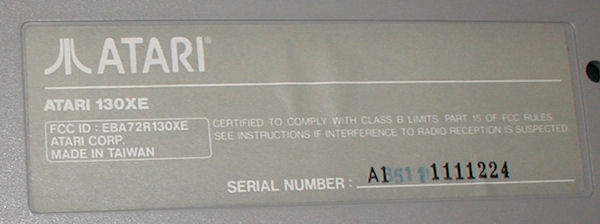 ATARI®
ATARI 130XE
FCC ID : EBA72R130XE
ATARI CORP.
MADE IN TAIWAN
CERTIFIED TO COMPLY WITH CLASS B LIMITS, PART 15 OF FCC RULES
SEE INSTRUCTIONS IF INTERFERENCE TO RADIO RECEPTION IS SUSPECTED
SERIAL NUMBER : A1 1111224